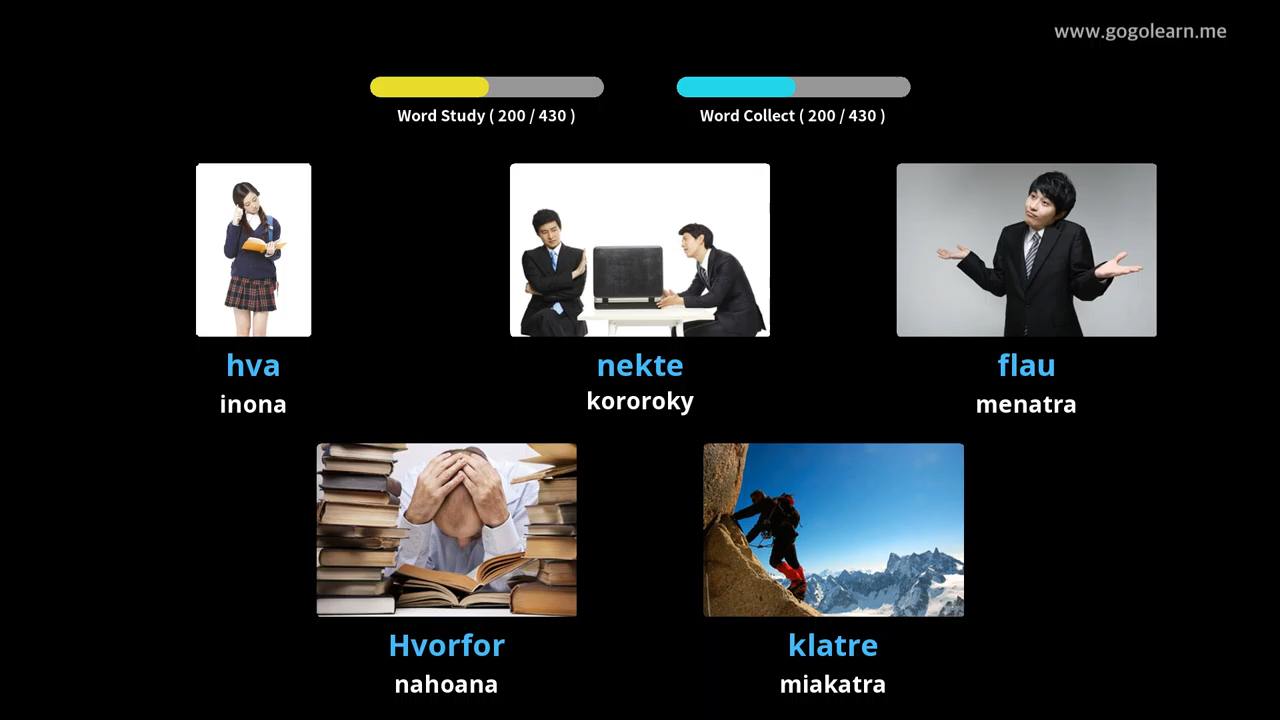 www.gogolearn.me
Word Study ( 200 / 430 )
Word Collect ( 200 / 430 )
hva
inona
nekte
kororoky
flau
menatra
Hvorfor
nahoana
klatre
miakatra